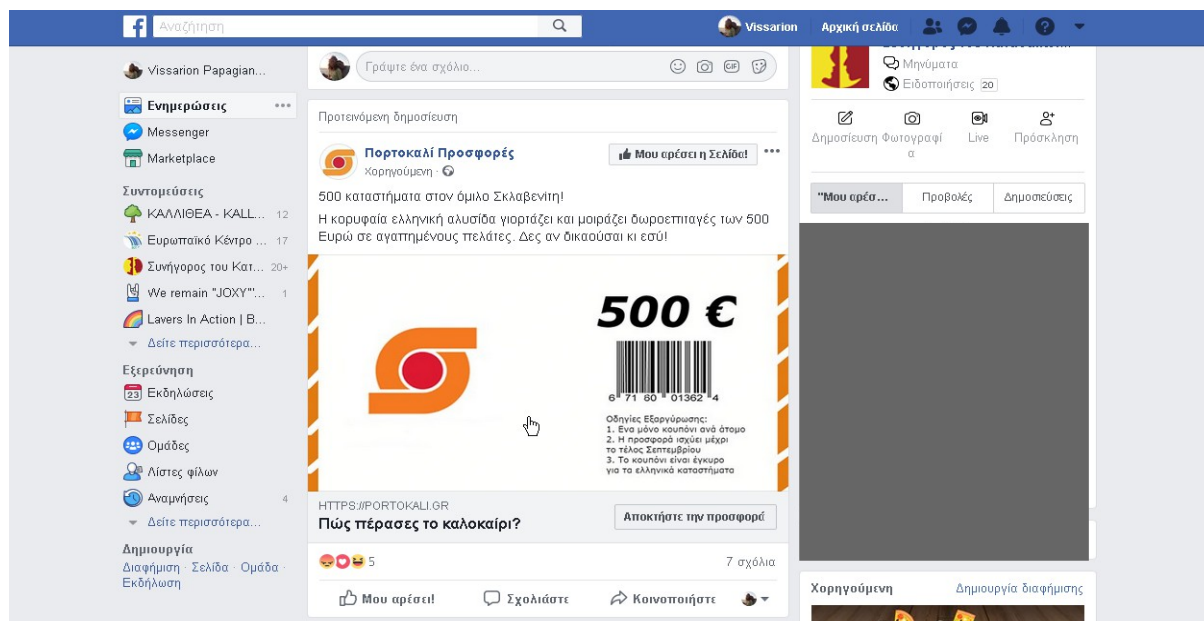 Αναζήτηση
Vissarion
Αρχική σελίδα
Vissarion Papagian...
Ενημερώσεις
Messenger
Marketplace
Συντομεύσεις
ΚΑΛΛΙΘΕΑ - KALL... 12
Ευρωπαϊκό Κέντρο ... 17
Συνήγορος του Κατ... 20+
We remain "JOXY"'... 1
Lavers In Action | B...
Δείτε περισσότερα...
Εξερεύνηση
23 Εκδηλώσεις
Σελίδες
Ομάδες
Λίστες φίλων
Αναμνήσεις 4
Δείτε περισσότερα...
Δημιουργία
Διαφήμιση · Σελίδα · Ομάδα ·
Εκδήλωση
Γράψτε ένα σχόλιο...
GIF
Προτεινόμενη δημοσίευση
Πορτοκαλί Προσφορές
Χορηγούμενη ·
Μου αρέσει η Σελίδα!
500 καταστήματα στον όμιλο Σκλαβενίτη!
Η κορυφαία ελληνική αλυσίδα γιορτάζει και μοιράζει δωροεπιταγές των 500
Ευρώ σε αγαπημένους πελάτες. Δες αν δικαούσαι κι εσύ!
500 €
6 71 60 01362 4
Οδηγίες Εξαργύρωσης:
1. Ενα μόνο κουπόνι ανά άτομο
2. Η προσφορά ισχύει μέχρι
το τέλος Σεπτεμβρίου
3. Το κουπόνι είναι έγκυρο
για τα ελληνικά καταστήματα
HTTPS://PORTOKALI.GR
Πώς πέρασες το καλοκαίρι?
Αποκτήστε την προσφορά
5
7 σχόλια
Μου αρέσει!
Σχολιάστε
Κοινοποιήστε
Μηνύματα
Ειδοποιήσεις 20
Δημοσίευση
Φωτογραφί
α
Live
Πρόσκληση
"Μου αρέσ...
Προβολές
Δημοσιεύσεις
Χορηγούμενη
Δημιουργία διαφήμισης